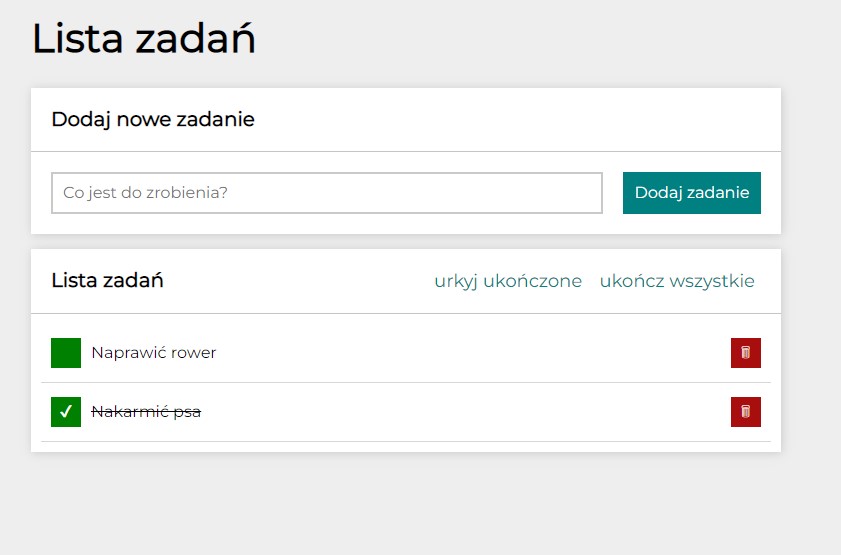 Lista zadań
Dodaj nowe zadanie
Co jest do zrobienia?
Dodaj zadanie
Lista zadań
urkyj ukończone
ukończ wszystkie
Naprawić rower
Nakarmić psa